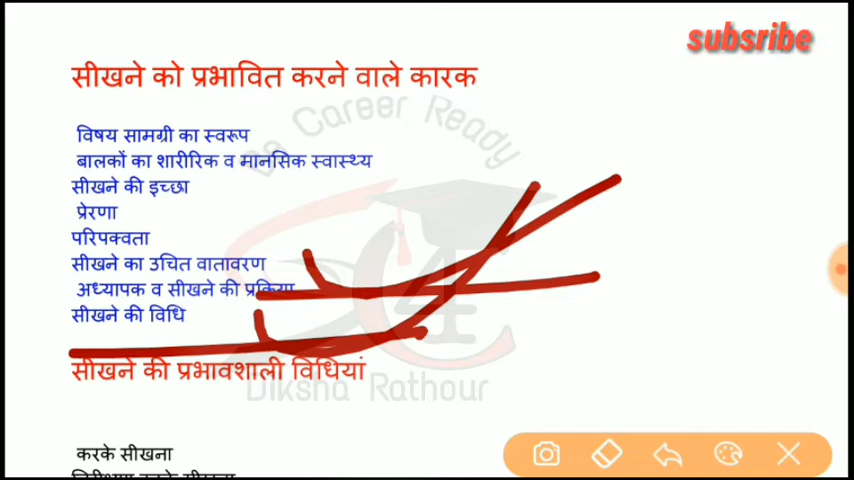 subsribe
सीखने को प्रभावित करने वाले कारक
Be Career Ready
विषय सामग्री का स्वरूप
बालकों का शारीरिक व मानसिक स्वास्थ्य
सीखने की इच्छा
प्रेरणा
परिपक्वता
सीखने का उचित वातावरण
अध्यापक व सीखने की प्रक्रिया
सीखने की विधि
सीखने की प्रभावशाली विधियां
Diksha Rathour
करके सीखना